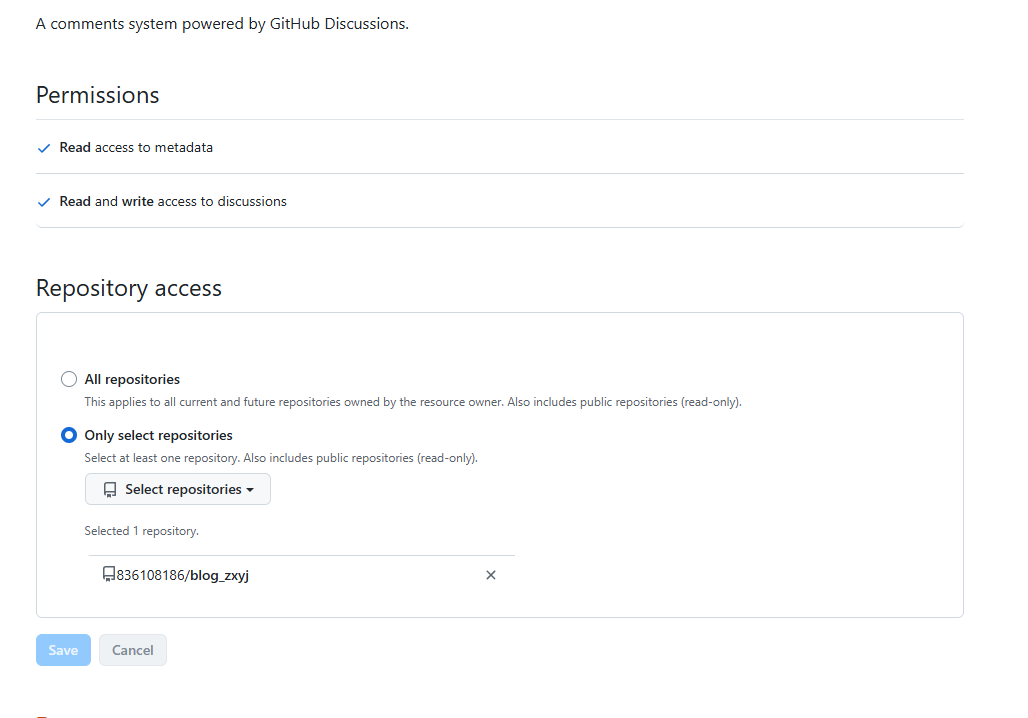 A comments system powered by GitHub Discussions.
Permissions
Read access to metadata
Read and write access to discussions
Repository access
All repositories
This applies to all current and future repositories owned by the resource owner. Also includes public repositories (read-only).
Only select repositories
Select at least one repository. Also includes public repositories (read-only).
Select repositories
Selected 1 repository.
836108186/blog_zxyj
Save Cancel